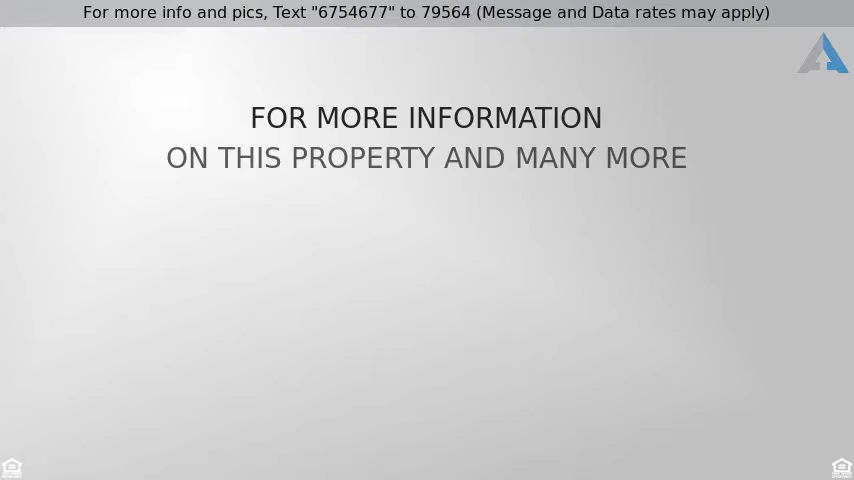 For more info and pics, Text "6754677" to 79564 (Message and Data rates may apply)
FOR MORE INFORMATION
ON THIS PROPERTY AND MANY MORE